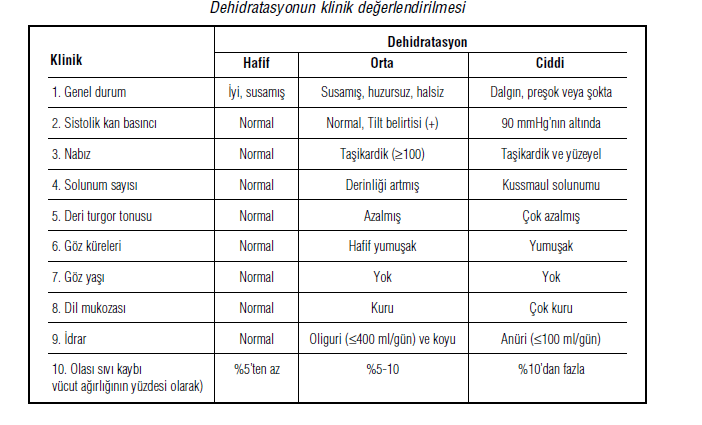 Dehidratasyonun klinik değerlendirilmesi
Dehidratasyon
Klinik Hafif Orta Ciddi
1. Genel durum İyi, susamış Susamış, huzursuz, halsiz Dalgın, preşok veya şokta
2. Sistolik kan basıncı Normal Normal, Tilt belirtisi (+) 90 mmHg'nın altında
3. Nabız Normal Taşikardik (≥100) Taşikardik ve yüzeyel
4. Solunum sayısı Normal Derinliği artmış Kussmaul solunumu
5. Deri turgor tonusu Normal Azalmış Çok azalmış
6. Göz küreleri Normal Hafif yumuşak Yumuşak
7. Göz yaşı Normal Yok Yok
8. Dil mukozası Normal Kuru Çok kuru
9. İdrar Normal Oliguri (≤400 ml/gün) ve koyu Anüri (≤100 ml/gün)
10. Olası sıvı kaybı %5'ten az %5-10 %10'dan fazla
vücut ağırlığının yüzdesi olarak)